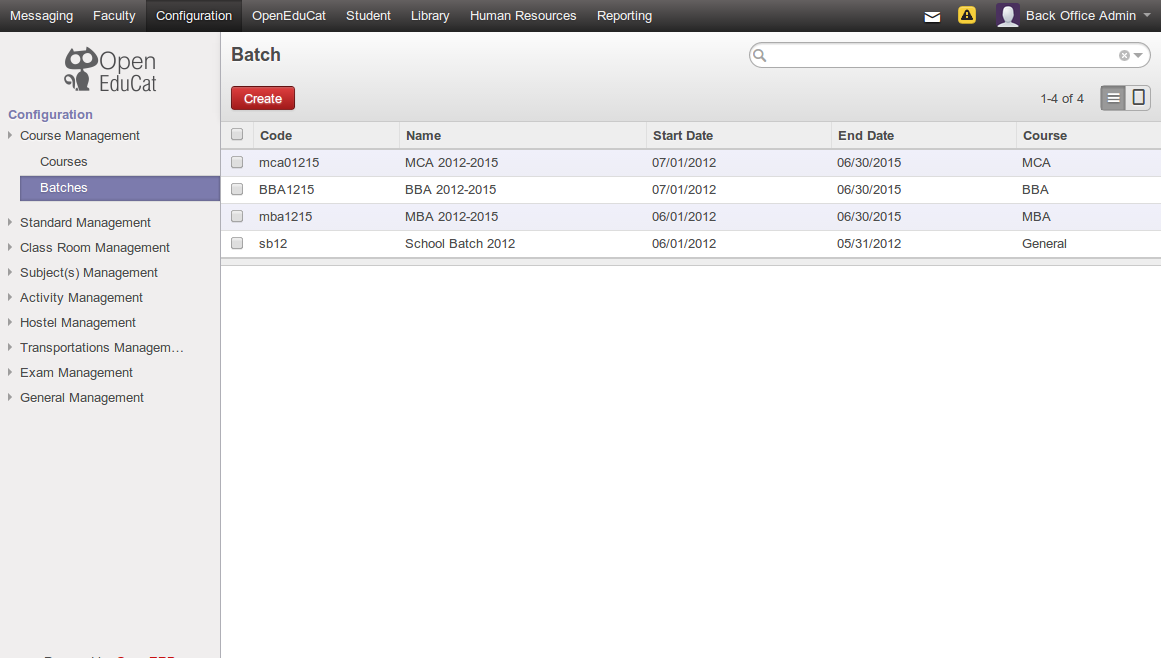 Messaging Faculty Configuration OpenEduCat Student Library Human Resources Reporting Back Office Admin
Open
EduCat
Batch
Create
1-4 of 4
Configuration
Course Management
Courses
Batches
Standard Management
Class Room Management
Subject(s) Management
Activity Management
Hostel Management
Transportations Managem…
Exam Management
General Management
Code Name Start Date End Date Course
mca01215 MCA 2012-2015 07/01/2012 06/30/2015 MCA
BBA1215 BBA 2012-2015 07/01/2012 06/30/2015 BBA
mba1215 MBA 2012-2015 06/01/2012 06/30/2015 MBA
sb12 School Batch 2012 06/01/2012 05/31/2012 General